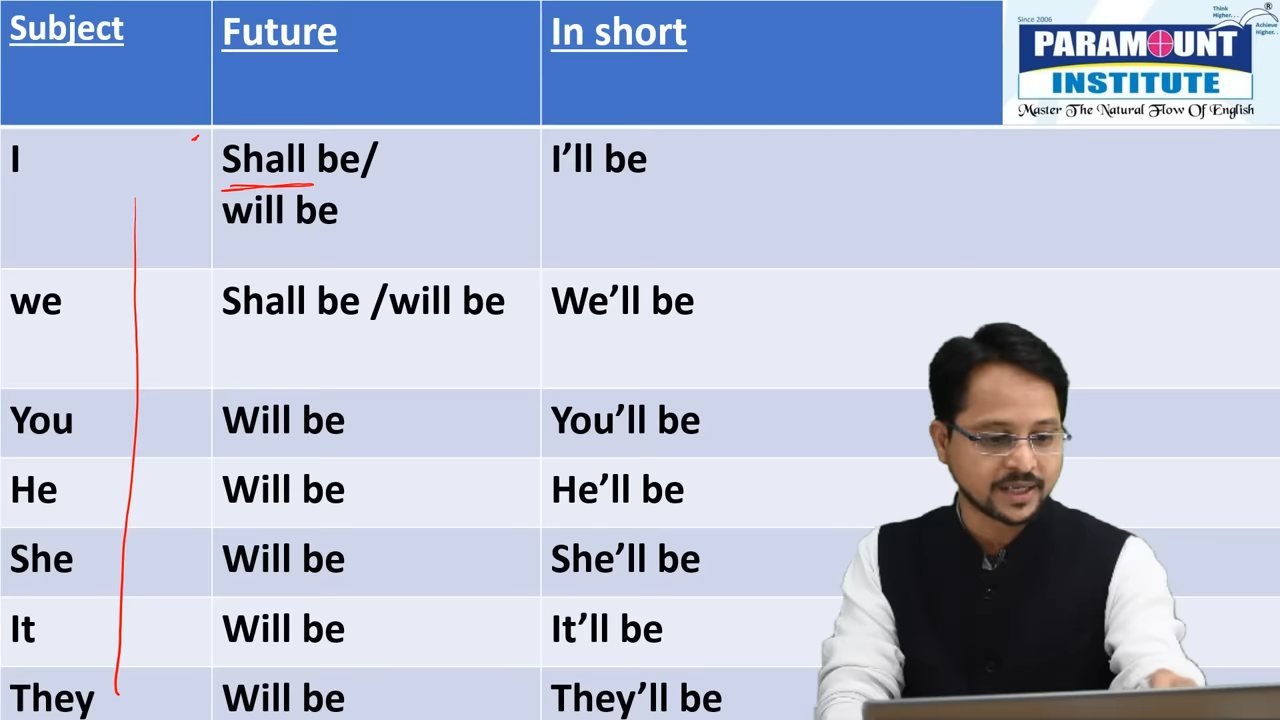 Subject Future In short
Since 2006
Think
Higher. . .
Achieve
Higher. . .
®
PARAMOUNT
INSTITUTE
Master The Natural Flow Of English
I Shall be/ I’ll be
will be
we Shall be /will be We’ll be
You Will be You’ll be
He Will be He’ll be
She Will be She’ll be
It Will be It’ll be
They Will be They’ll be